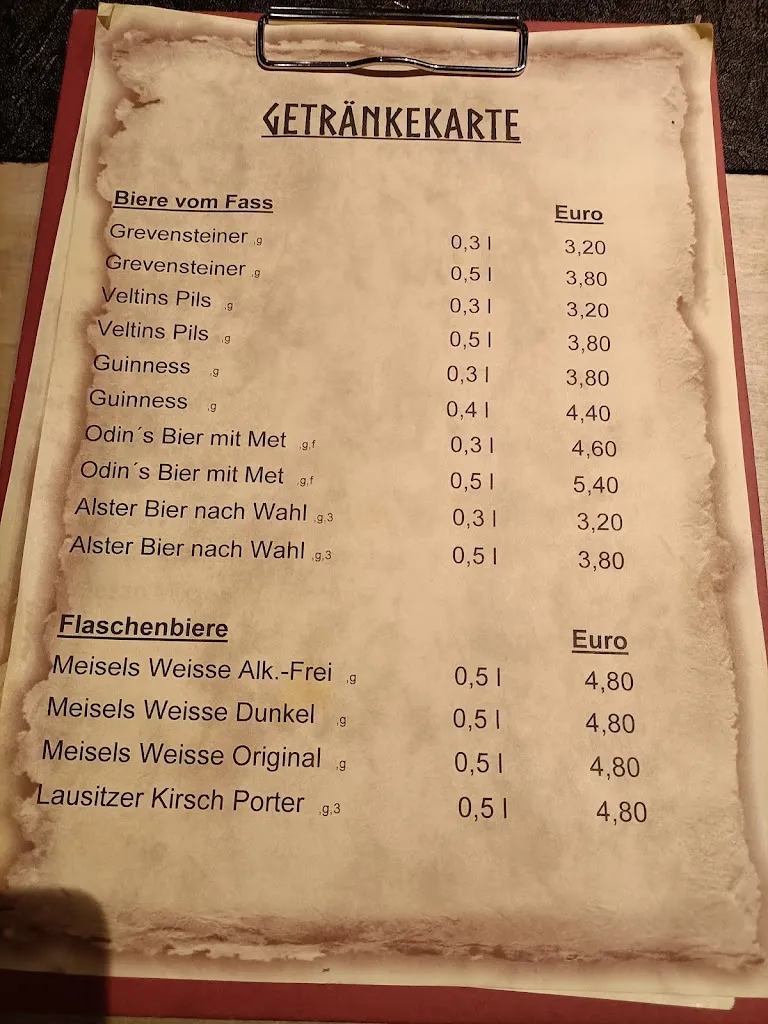 GETRÄNKEKARTE
Biere vom Fass Euro
Grevensteiner ,g 0,3 l 3,20
Grevensteiner ,g 0,5 l 3,80
Veltins Pils ,g 0,3 l 3,20
Veltins Pils ,g 0,5 l 3,80
Guinness ,g 0,3 l 3,80
Guinness ,g 0,4 l 4,40
Odin´s Bier mit Met ,g,f 0,3 l 4,60
Odin´s Bier mit Met ,g,f 0,5 l 5,40
Alster Bier nach Wahl ,g,3 0,3 l 3,20
Alster Bier nach Wahl ,g,3 0,5 l 3,80
Flaschenbiere Euro
Meisels Weisse Alk.-Frei ,g 0,5 l 4,80
Meisels Weisse Dunkel ,g 0,5 l 4,80
Meisels Weisse Original ,g 0,5 l 4,80
Lausitzer Kirsch Porter ,g,3 0,5 l 4,80